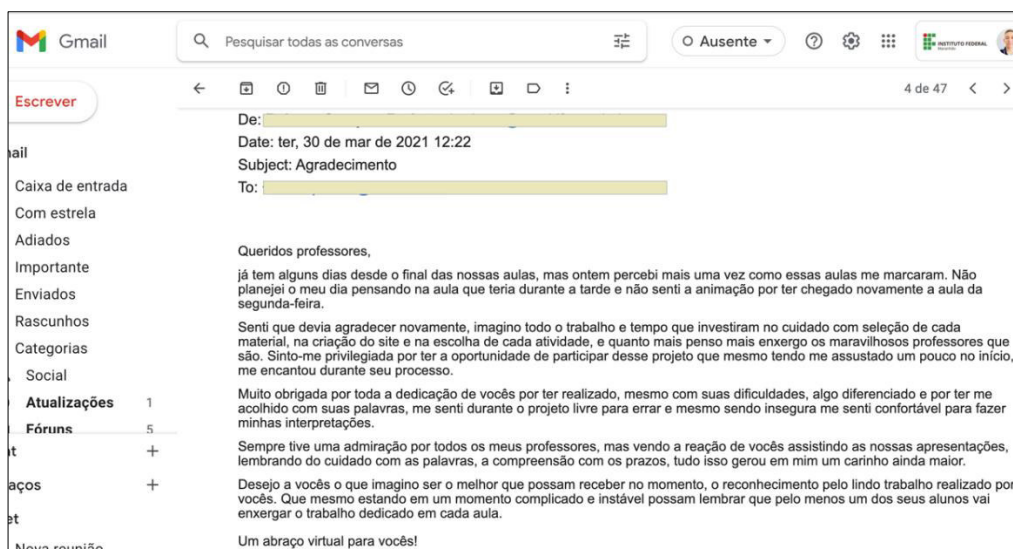 Gmail
Pesquisar todas as conversas
Ausente
INSTITUTO FEDERAL
Escrever
4 de 47
De:
Date: ter, 30 de mar de 2021 12:22
Subject: Agradecimento
To:
ail
Caixa de entrada
Com estrela
Adiados
Importante
Enviados
Rascunhos
Categorias
Social
Atualizações 1
Fóruns 5
at
aços
et
Nova reunião
Queridos professores,
já tem alguns dias desde o final das nossas aulas, mas ontem percebi mais uma vez como essas aulas me marcaram. Não
planejei o meu dia pensando na aula que teria durante a tarde e não senti a animação por ter chegado novamente a aula da
segunda-feira.
Senti que devia agradecer novamente, imagino todo o trabalho e tempo que investiram no cuidado com seleção de cada
material, na criação do site e na escolha de cada atividade, e quanto mais penso mais enxergo os maravilhosos professores que
são. Sinto-me privilegiada por ter a oportunidade de participar desse projeto que mesmo tendo me assustado um pouco no início,
me encantou durante seu processo.
Muito obrigada por toda a dedicação de vocês por ter realizado, mesmo com suas dificuldades, algo diferenciado e por ter me
acolhido com suas palavras, me senti durante o projeto livre para errar e mesmo sendo insegura me senti confortável para fazer
minhas interpretações.
Sempre tive uma admiração por todos os meus professores, mas vendo a reação de vocês assistindo as nossas apresentações,
lembrando do cuidado com as palavras, a compreensão com os prazos, tudo isso gerou em mim um carinho ainda maior.
Desejo a vocês o que imagino ser o melhor que possam receber no momento, o reconhecimento pelo lindo trabalho realizado por
vocês. Que mesmo estando em um momento complicado e instável possam lembrar que pelo menos um dos seus alunos vai
enxergar o trabalho dedicado em cada aula.
Um abraço virtual para vocês!